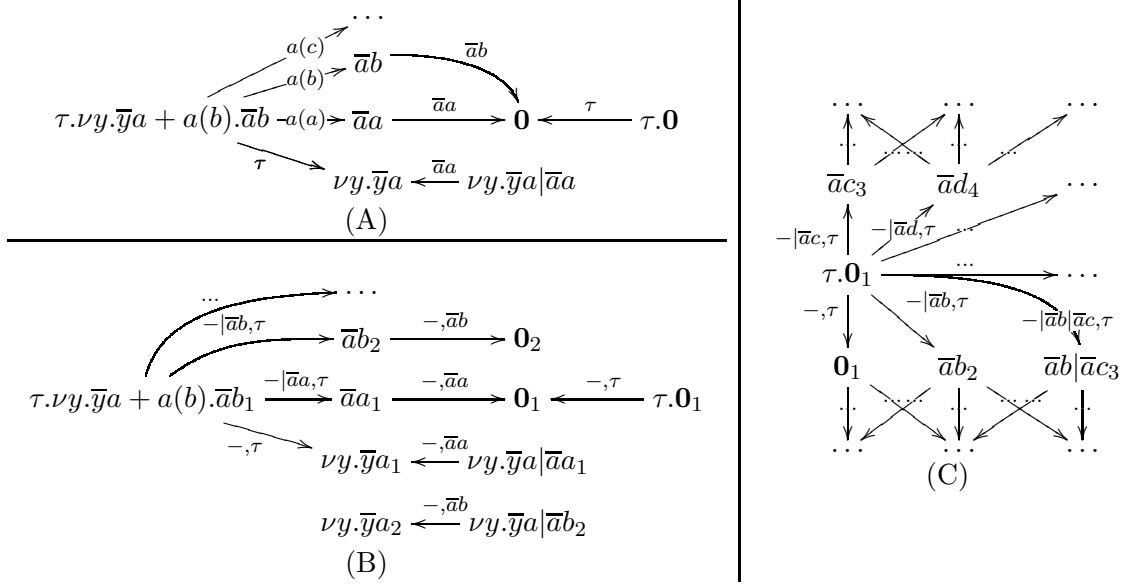 · · ·
a(c)
a̅b
a̅b
a(b)
τ.νy.y̅a + a(b).a̅b
a(a)
a̅a
a̅a
𝟎
τ
τ.𝟎
τ
νy.y̅a
a̅a
νy.y̅a|a̅a
(A)
...
· · ·
−|a̅b,τ
a̅b₂
−,a̅b
𝟎₂
τ.νy.y̅a + a(b).a̅b₁
−|a̅a,τ
a̅a₁
−,a̅a
𝟎₁
−,τ
τ.𝟎₁
−,τ
νy.y̅a₁
−,a̅a
νy.y̅a|a̅a₁
νy.y̅a₂
−,a̅b
νy.y̅a|a̅b₂
(B)
· · · · · · · · ·
... ... ... ... ...
a̅c₃ a̅d₄ · · ·
−|a̅c,τ −|a̅d,τ ...
τ.𝟎₁ ... · · ·
−,τ −|a̅b,τ −|a̅b|a̅c,τ
𝟎₁ a̅b₂ a̅b|a̅c₃
... ... ... ... ... ... ...
· · · · · · · · ·
(C)